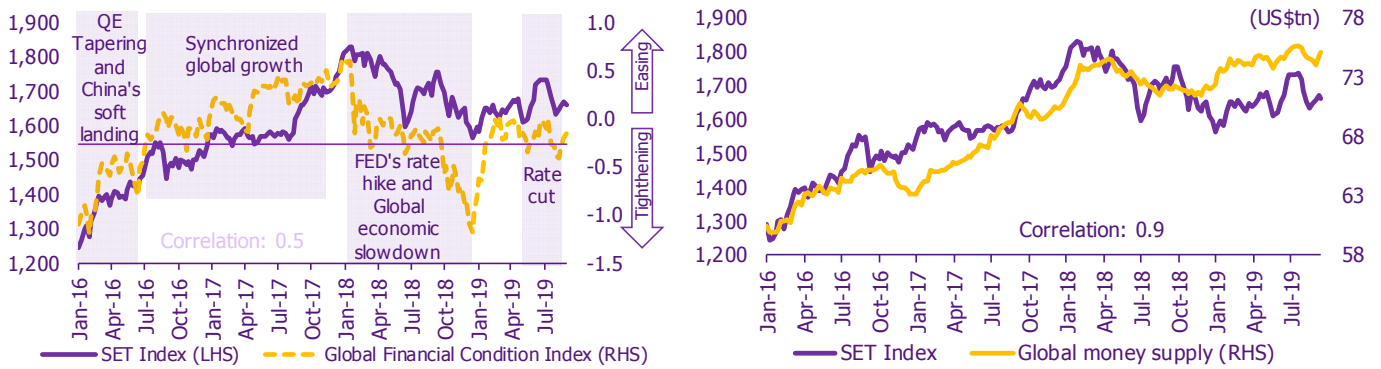 1,900
1,800
1,700
1,600
1,500
1,400
1,300
1,200
QE
Tapering
and
China's
soft
landing
Synchronized
global growth
FED's rate
hike and
Global
economic
slowdown
Rate
cut
Correlation: 0.5
1.0
0.5
0.0
-0.5
-1.0
-1.5
Easing
Tighthening
Jan-16
Apr-16
Jul-16
Oct-16
Jan-17
Apr-17
Jul-17
Oct-17
Jan-18
Apr-18
Jul-18
Oct-18
Jan-19
Apr-19
Jul-19
SET Index (LHS)
Global Financial Condition Index (RHS)
1,900
1,800
1,700
1,600
1,500
1,400
1,300
1,200
(US$tn)
78
73
68
63
58
Correlation: 0.9
Jan-16
Apr-16
Jul-16
Oct-16
Jan-17
Apr-17
Jul-17
Oct-17
Jan-18
Apr-18
Jul-18
Oct-18
Jan-19
Apr-19
Jul-19
SET Index
Global money supply (RHS)